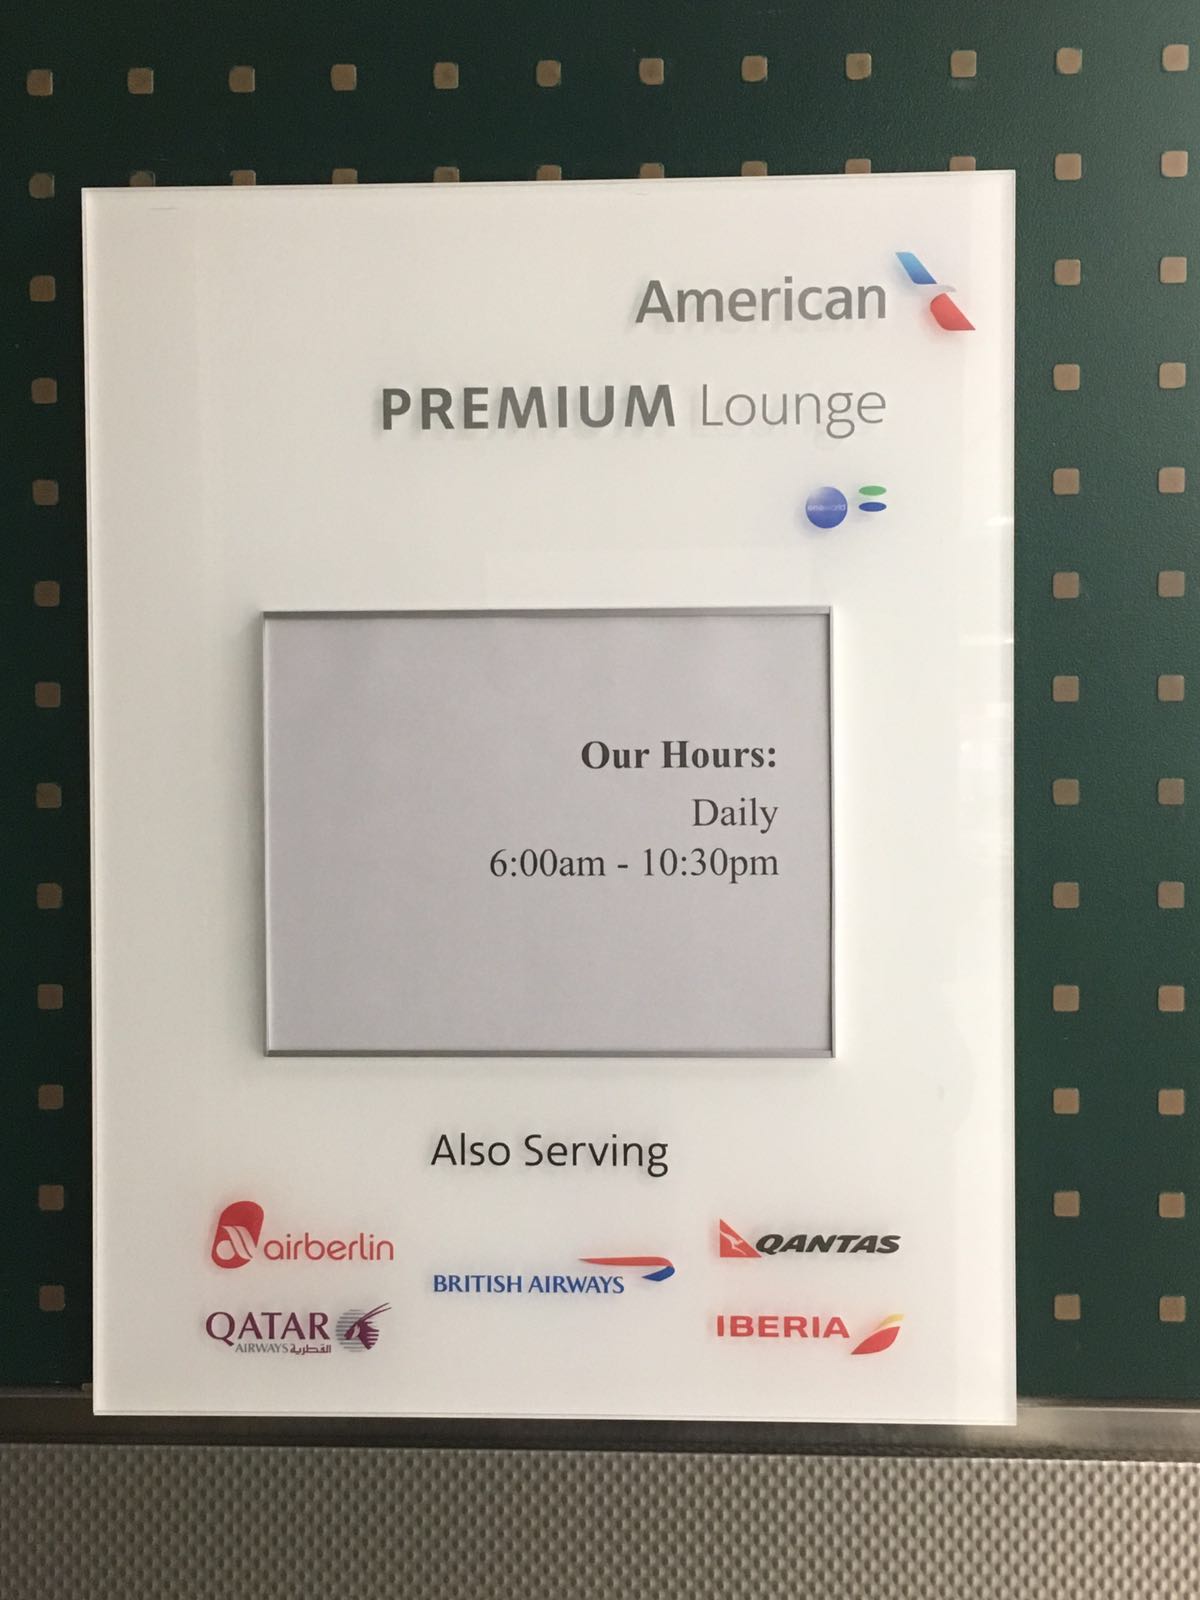 American
PREMIUM Lounge
oneworld
Our Hours:
Daily
6:00am - 10:30pm
Also Serving
airberlin
QANTAS
BRITISH AIRWAYS
QATAR
AIRWAYS القطرية
IBERIA